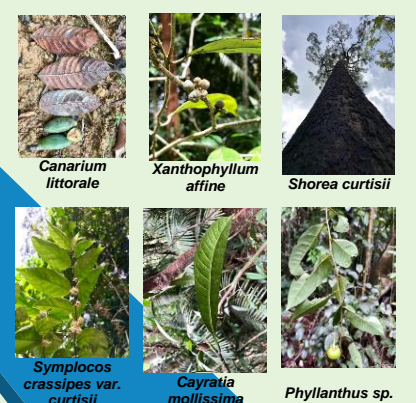 Canarium
littorale
Xanthophyllum
affine
Shorea curtisii
Symplocos
crassipes var.
curtisii
Cayratia
mollissima
Phyllanthus sp.